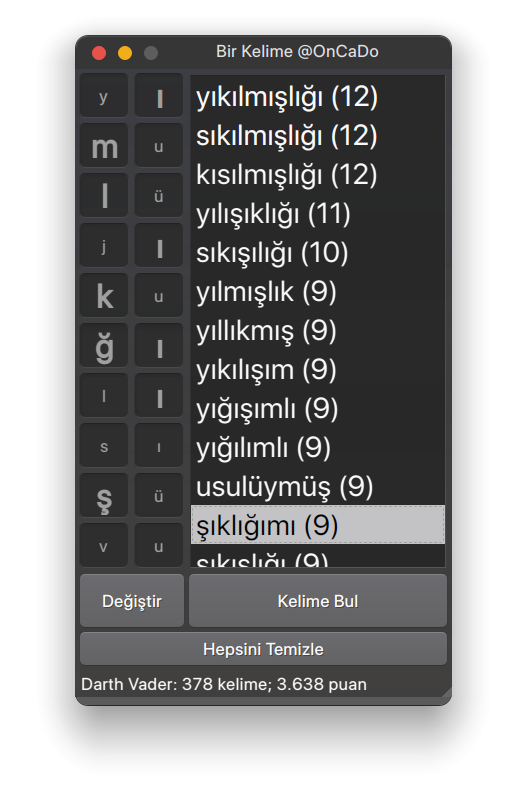 Bir Kelime @OnCaDo
y ı yıkılmışlığı (12)
m u sıkılmışlığı (12)
l ü kısılmışlığı (12)
j ı yılışıklığı (11)
k u sıkışılığı (10)
ğ ı yılmışlık (9)
l ı yıllıkmış (9)
s ı yıkılışım (9)
ş ü yığışımlı (9)
v u yığılımlı (9)
usulüymüş (9)
şıklığımı (9)
sıkışlığı (9)
Değiştir Kelime Bul
Hepsini Temizle
Darth Vader: 378 kelime; 3.638 puan